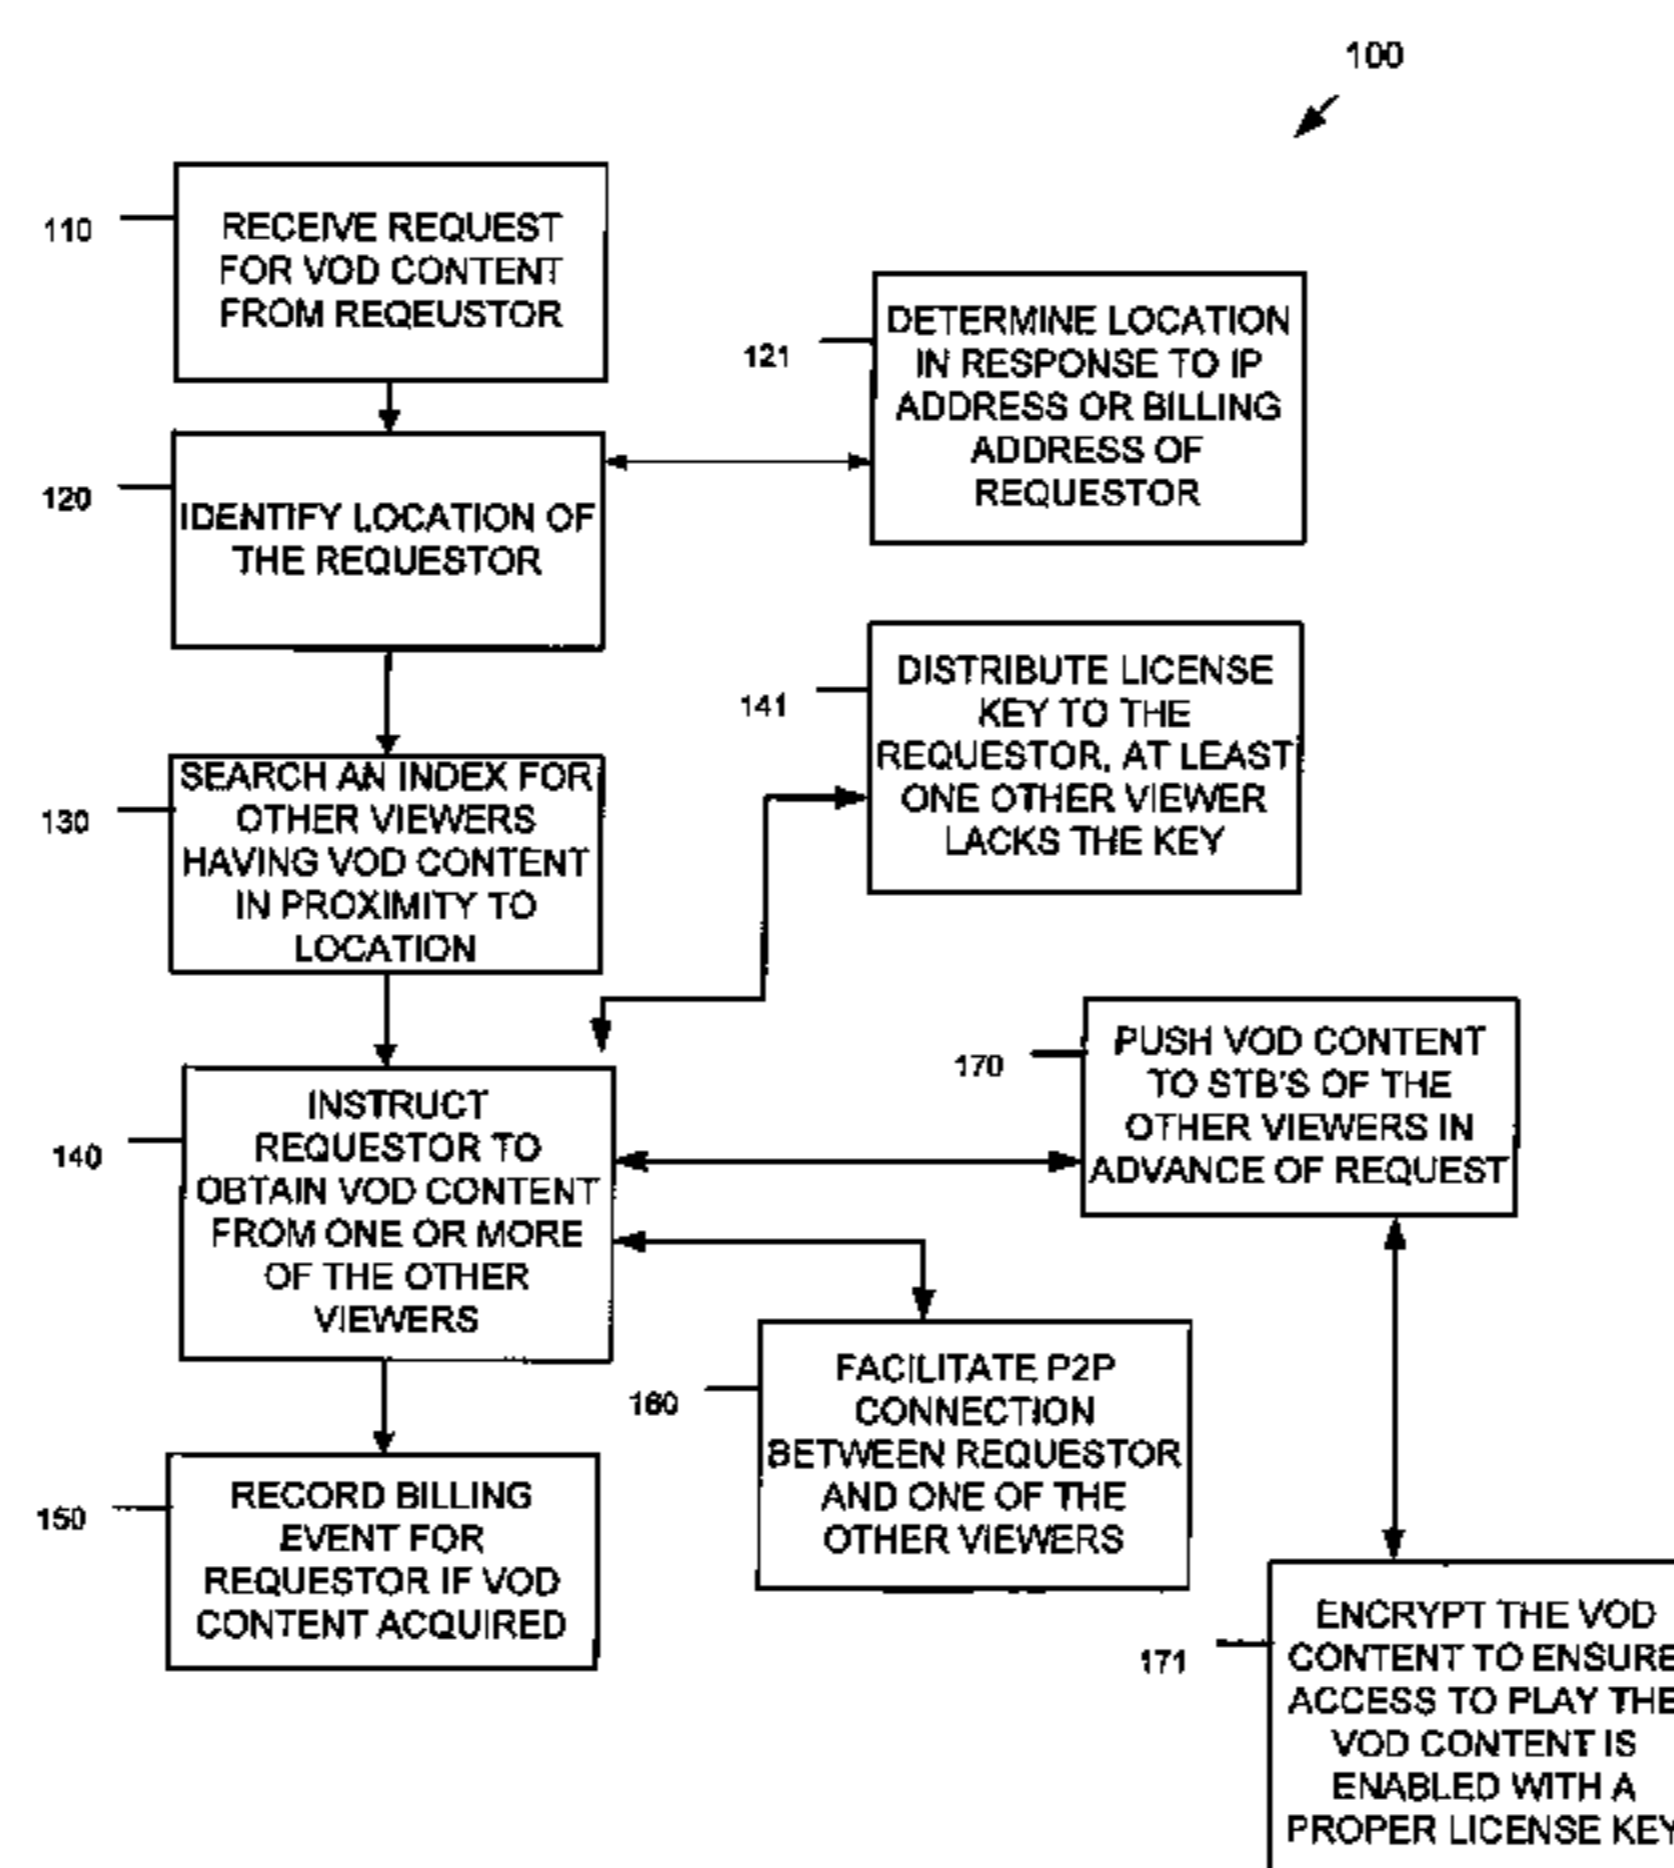 100
110
RECEIVE REQUEST
FOR VOD CONTENT
FROM REQEUSTOR
121
DETERMINE LOCATION
IN RESPONSE TO IP
ADDRESS OR BILLING
ADDRESS OF
REQUESTOR
120
IDENTIFY LOCATION OF
THE REQUESTOR
141
DISTRIBUTE LICENSE
KEY TO THE
REQUESTOR, AT LEAST
ONE OTHER VIEWER
LACKS THE KEY
130
SEARCH AN INDEX FOR
OTHER VIEWERS
HAVING VOD CONTENT
IN PROXIMITY TO
LOCATION
170
PUSH VOD CONTENT
TO STB'S OF THE
OTHER VIEWERS IN
ADVANCE OF REQUEST
140
INSTRUCT
REQUESTOR TO
OBTAIN VOD CONTENT
FROM ONE OR MORE
OF THE OTHER
VIEWERS
160
FACILITATE P2P
CONNECTION
BETWEEN REQUESTOR
AND ONE OF THE
OTHER VIEWERS
150
RECORD BILLING
EVENT FOR
REQUESTOR IF VOD
CONTENT ACQUIRED
171
ENCRYPT THE VOD
CONTENT TO ENSURE
ACCESS TO PLAY THE
VOD CONTENT IS
ENABLED WITH A
PROPER LICENSE KEY